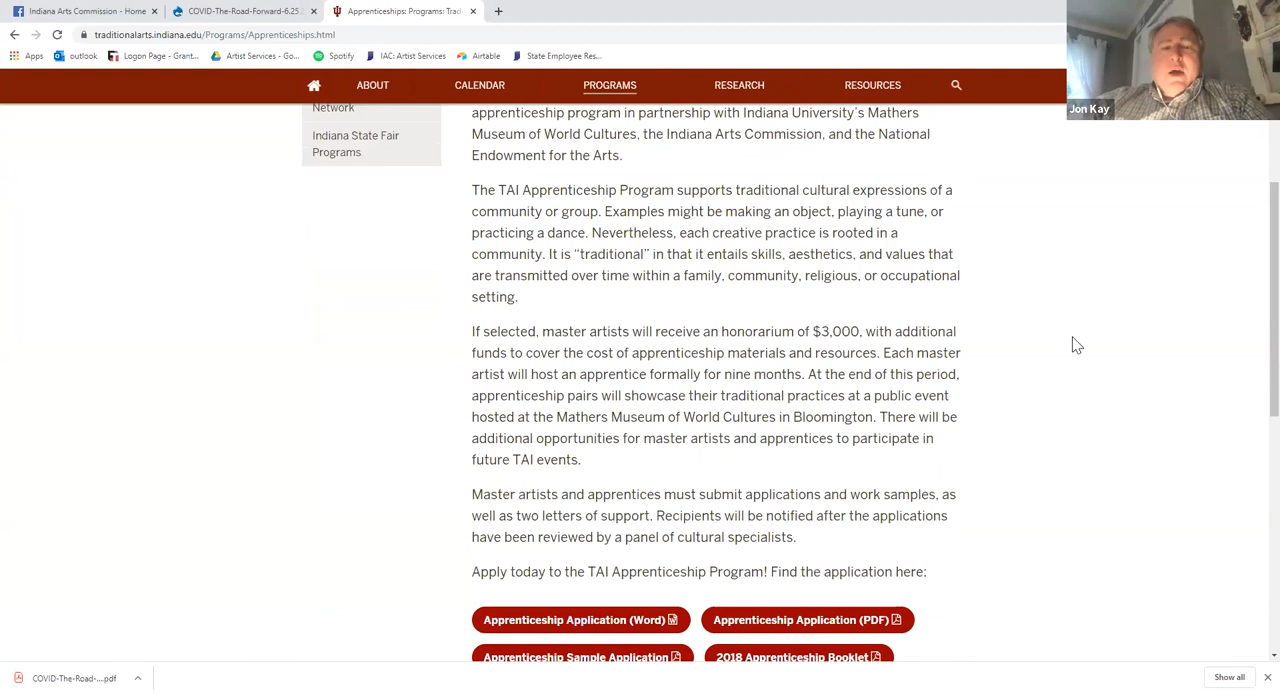 Indiana Arts Commission - Home
COVID-The-Road-Forward-6.25.
Apprenticeships: Programs: Trad
traditionalarts.indiana.edu/Programs/Apprenticeships.html
Apps
outlook
Logon Page - Grant...
Artist Services - Go...
Spotify
IAC: Artist Services
Airtable
State Employee Res...
ABOUT
CALENDAR
PROGRAMS
RESEARCH
RESOURCES
Jon Kay
Network
Indiana State Fair
Programs
apprenticeship program in partnership with Indiana University's Mathers
Museum of World Cultures, the Indiana Arts Commission, and the National
Endowment for the Arts.
The TAI Apprenticeship Program supports traditional cultural expressions of a
community or group. Examples might be making an object, playing a tune, or
practicing a dance. Nevertheless, each creative practice is rooted in a
community. It is “traditional” in that it entails skills, aesthetics, and values that
are transmitted over time within a family, community, religious, or occupational
setting.
If selected, master artists will receive an honorarium of $3,000, with additional
funds to cover the cost of apprenticeship materials and resources. Each master
artist will host an apprentice formally for nine months. At the end of this period,
apprenticeship pairs will showcase their traditional practices at a public event
hosted at the Mathers Museum of World Cultures in Bloomington. There will be
additional opportunities for master artists and apprentices to participate in
future TAI events.
Master artists and apprentices must submit applications and work samples, as
well as two letters of support. Recipients will be notified after the applications
have been reviewed by a panel of cultural specialists.
Apply today to the TAI Apprenticeship Program! Find the application here:
Apprenticeship Application (Word)
Apprenticeship Application (PDF)
Apprenticeship Sample Application
2018 Apprenticeship Booklet
COVID-The-Road-....pdf
Show all